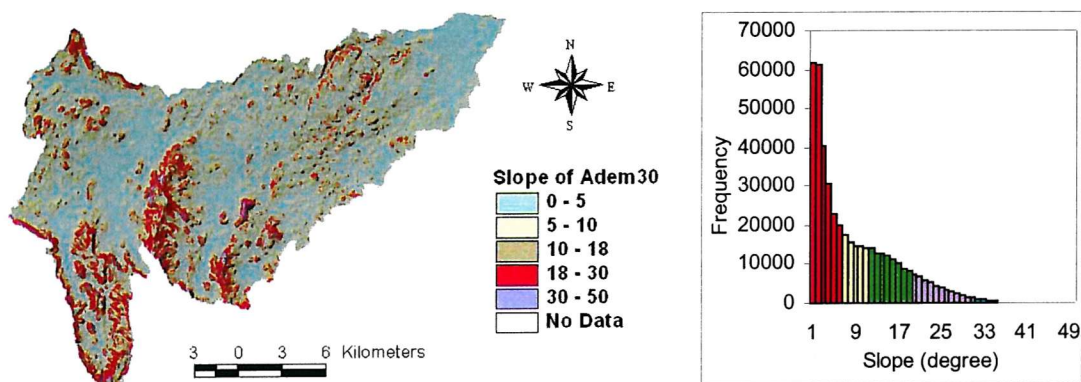 N
W E
S
Slope of Adem30
0 - 5
5 - 10
10 - 18
18 - 30
30 - 50
No Data
3 0 3 6 Kilometers
70000
60000
50000
40000
30000
20000
10000
0
Frequency
1 9 17 25 33 41 49
Slope (degree)